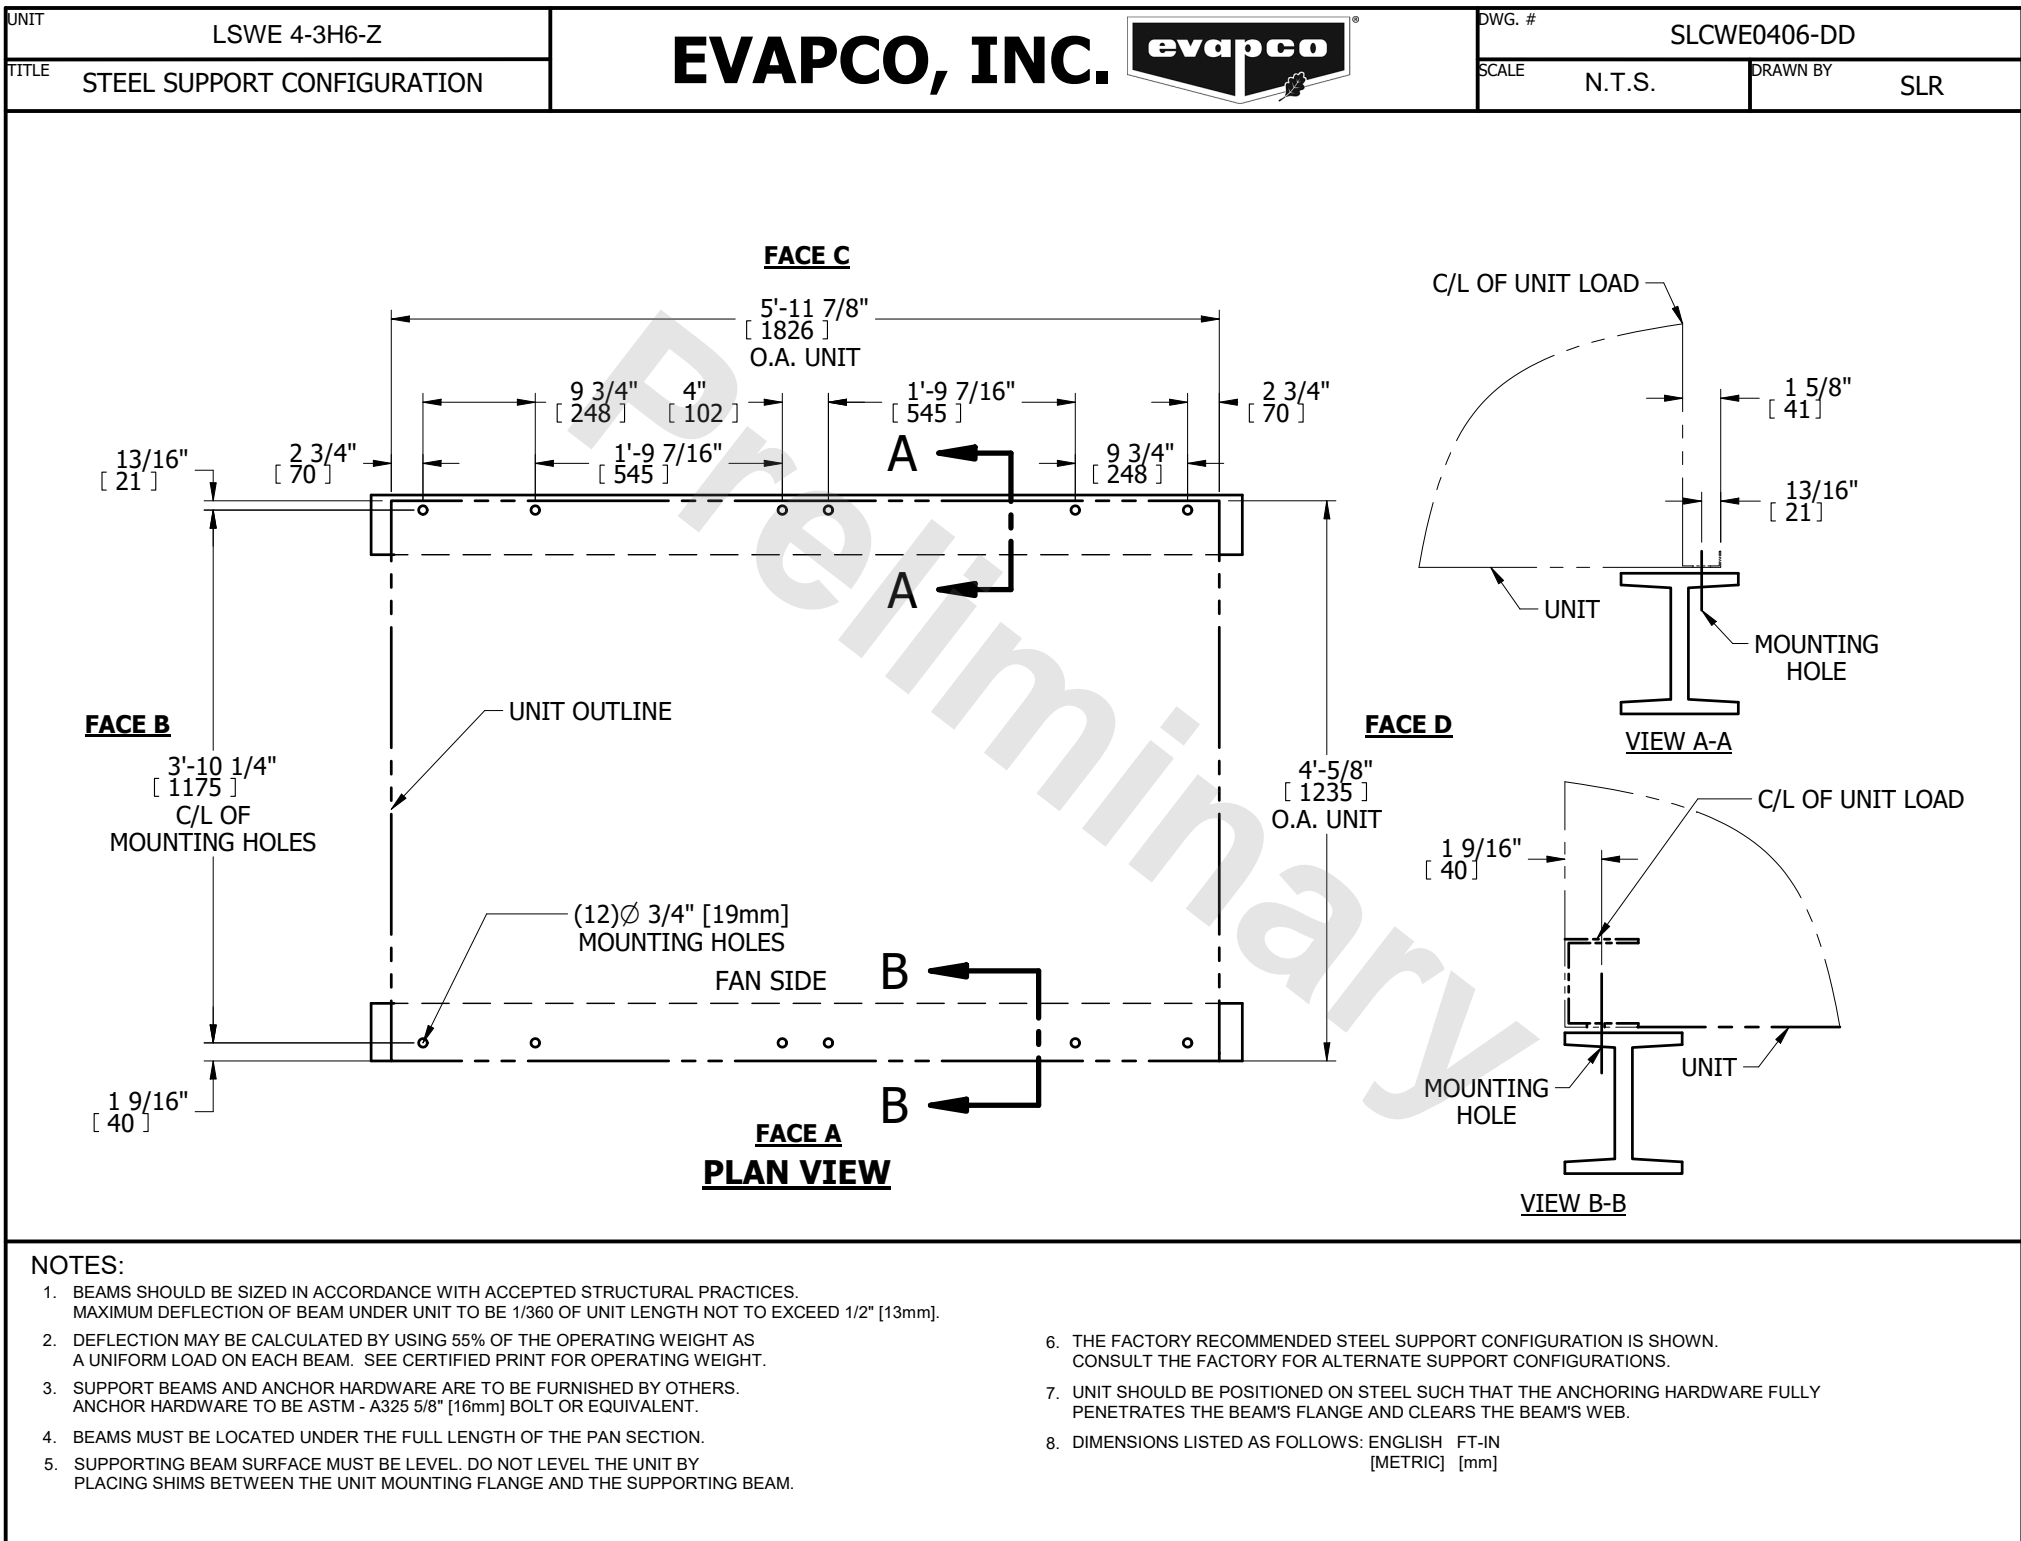 UNIT
LSWE 4-3H6-Z
TITLE
STEEL SUPPORT CONFIGURATION
EVAPCO, INC.
evapco®
DWG. #
SLCWE0406-DD
SCALE
N.T.S.
DRAWN BY
SLR
FACE C
5'-11 7/8"
[ 1826 ]
O.A. UNIT
9 3/4"
[ 248 ]
4"
[ 102 ]
1'-9 7/16"
[ 545 ]
2 3/4"
[ 70 ]
13/16"
[ 21 ]
2 3/4"
[ 70 ]
1'-9 7/16"
[ 545 ]
A
9 3/4"
[ 248 ]
A
UNIT OUTLINE
FACE B
3'-10 1/4"
[ 1175 ]
C/L OF
MOUNTING HOLES
FACE D
4'-5/8"
[ 1235 ]
O.A. UNIT
(12)Ø 3/4" [19mm]
MOUNTING HOLES
FAN SIDE
B
B
1 9/16"
[ 40 ]
FACE A
PLAN VIEW
C/L OF UNIT LOAD
1 5/8"
[ 41 ]
13/16"
[ 21 ]
UNIT
MOUNTING
HOLE
VIEW A-A
C/L OF UNIT LOAD
1 9/16"
[ 40 ]
UNIT
MOUNTING
HOLE
VIEW B-B
Preliminary
NOTES:
1. BEAMS SHOULD BE SIZED IN ACCORDANCE WITH ACCEPTED STRUCTURAL PRACTICES.
MAXIMUM DEFLECTION OF BEAM UNDER UNIT TO BE 1/360 OF UNIT LENGTH NOT TO EXCEED 1/2" [13mm].
2. DEFLECTION MAY BE CALCULATED BY USING 55% OF THE OPERATING WEIGHT AS
A UNIFORM LOAD ON EACH BEAM. SEE CERTIFIED PRINT FOR OPERATING WEIGHT.
3. SUPPORT BEAMS AND ANCHOR HARDWARE ARE TO BE FURNISHED BY OTHERS.
ANCHOR HARDWARE TO BE ASTM - A325 5/8" [16mm] BOLT OR EQUIVALENT.
4. BEAMS MUST BE LOCATED UNDER THE FULL LENGTH OF THE PAN SECTION.
5. SUPPORTING BEAM SURFACE MUST BE LEVEL. DO NOT LEVEL THE UNIT BY
PLACING SHIMS BETWEEN THE UNIT MOUNTING FLANGE AND THE SUPPORTING BEAM.
6. THE FACTORY RECOMMENDED STEEL SUPPORT CONFIGURATION IS SHOWN.
CONSULT THE FACTORY FOR ALTERNATE SUPPORT CONFIGURATIONS.
7. UNIT SHOULD BE POSITIONED ON STEEL SUCH THAT THE ANCHORING HARDWARE FULLY
PENETRATES THE BEAM'S FLANGE AND CLEARS THE BEAM'S WEB.
8. DIMENSIONS LISTED AS FOLLOWS: ENGLISH FT-IN
[METRIC] [mm]